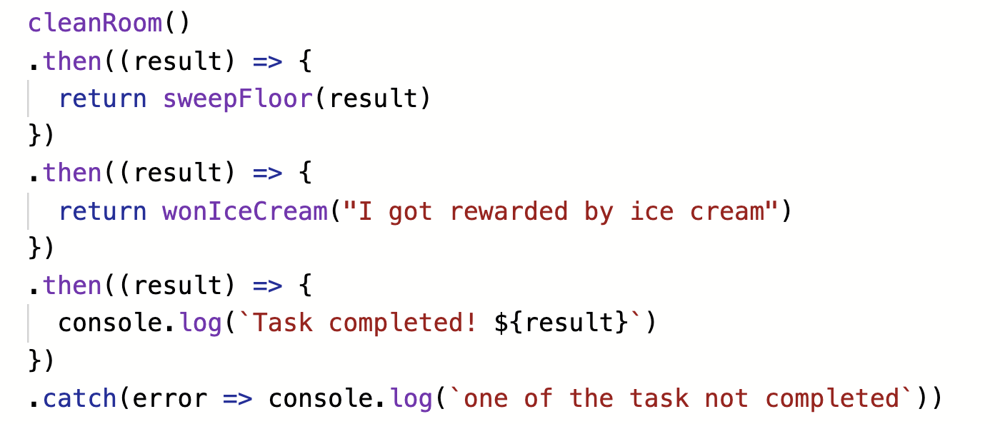 cleanRoom()
.then((result) => {
  return sweepFloor(result)
})
.then((result) => {
  return wonIceCream("I got rewarded by ice cream")
})
.then((result) => {
  console.log(`Task completed! ${result}`)
})
.catch(error => console.log(`one of the task not completed`))